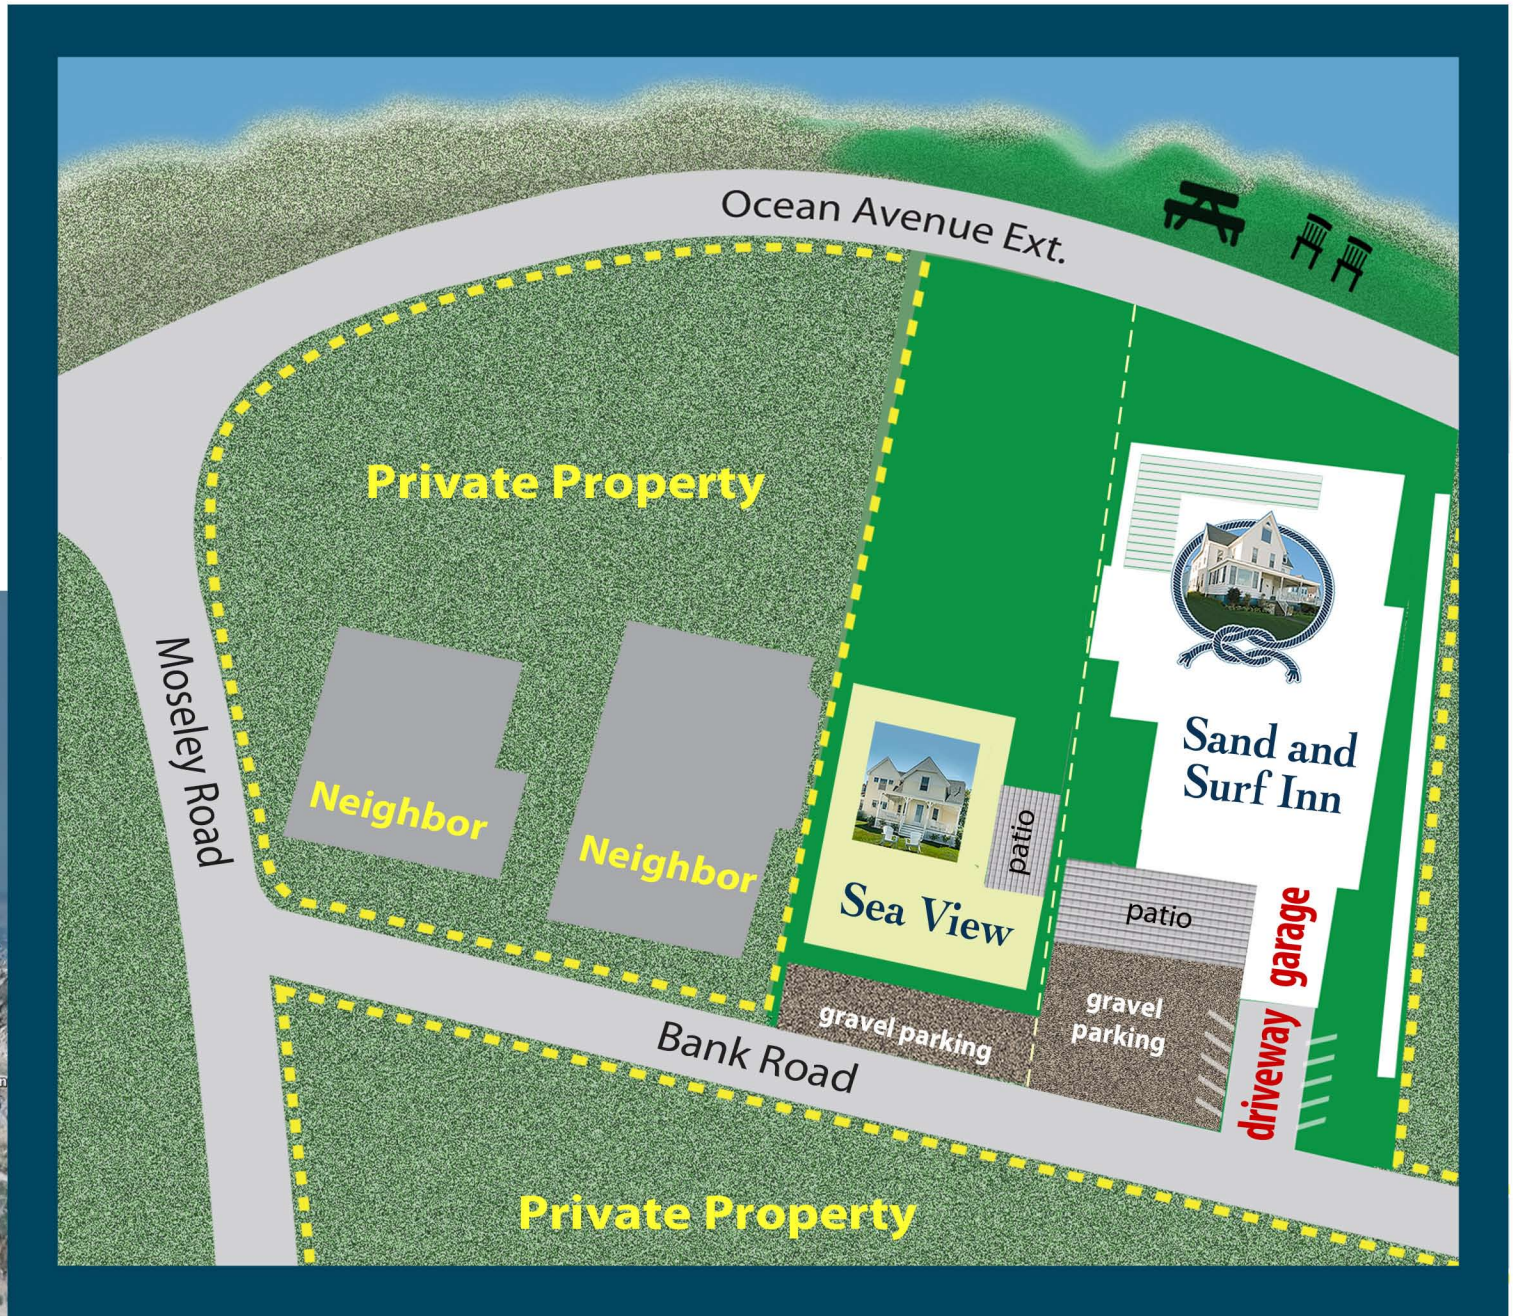 Ocean Avenue Ext.
Private Property
Moseley Road
Neighbor
Neighbor
Sea View
patio
Sand and
Surf Inn
patio
garage
gravel
parking
gravel parking
driveway
Bank Road
Private Property